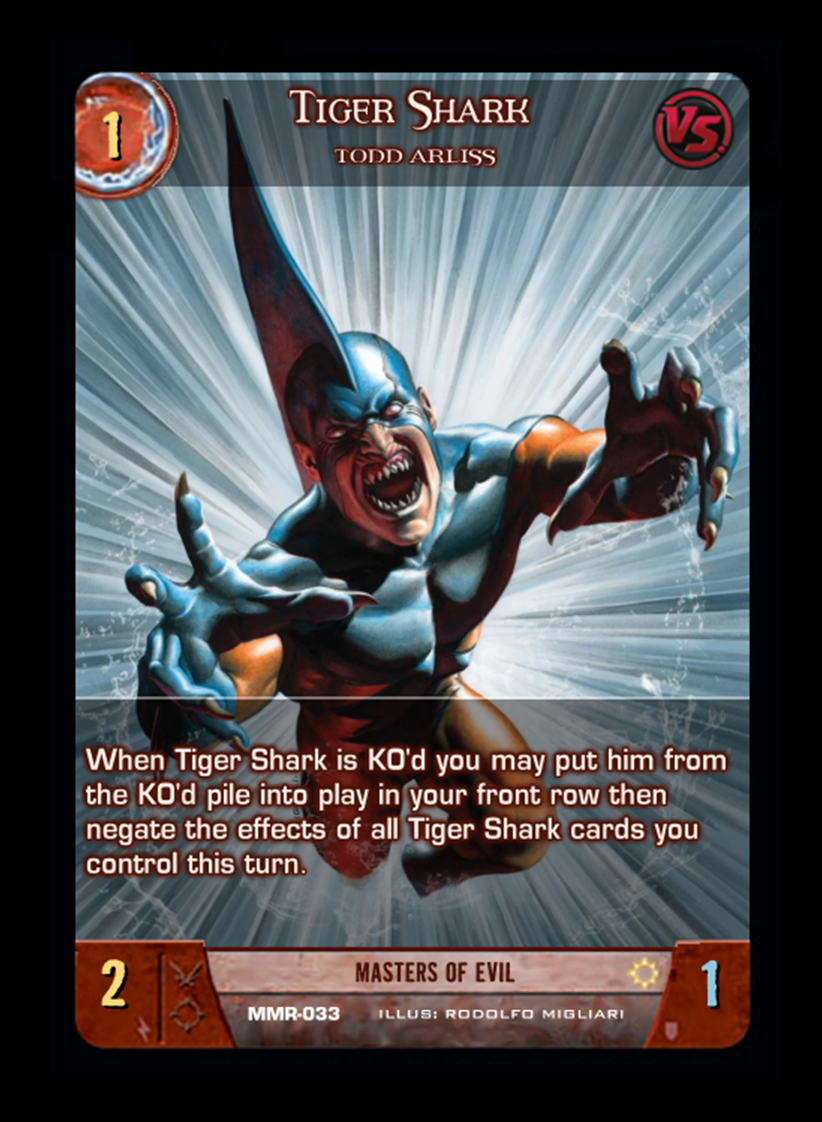 1
Tiger Shark
VS.
TODD ARLISS
When Tiger Shark is KO'd you may put him from
the KO'd pile into play in your front row then
negate the effects of all Tiger Shark cards you
control this turn.
2
MASTERS OF EVIL
1
MMR-033 ILLUS: RODOLFO MIGLIARI